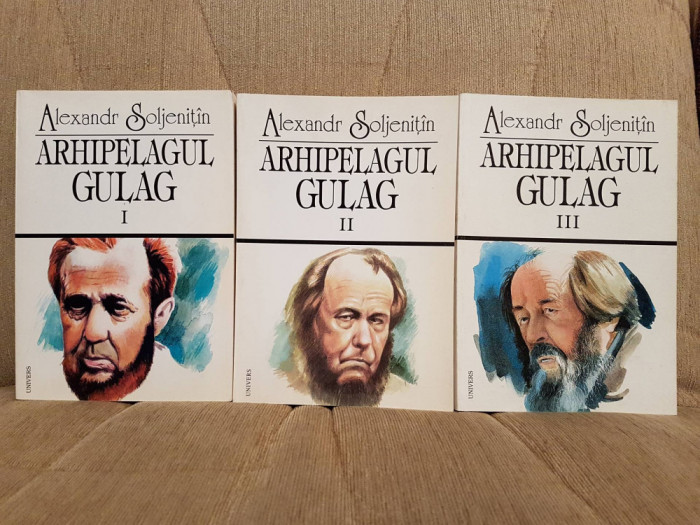 Alexandr Soljenițîn
ARHIPELAGUL
GULAG
I
UNIVERS
Alexandr Soljenițîn
ARHIPELAGUL
GULAG
II
UNIVERS
Alexandr Soljenițîn
ARHIPELAGUL
GULAG
III
UNIVERS